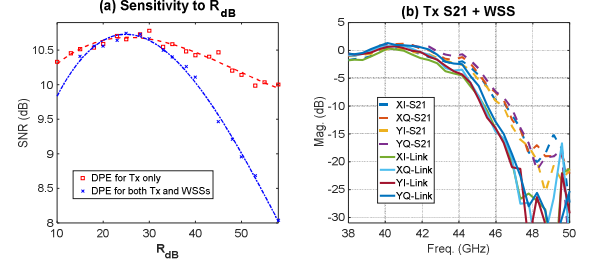 (a) Sensitivity to R_dB
SNR (dB)
10.5
10
9.5
9
8.5
8
10 20 30 40 50
R_dB
DPE for Tx only
DPE for both Tx and WSSs
(b) Tx S21 + WSS
Mag. (dB)
5
0
-5
-10
-15
-20
-25
-30
38 40 42 44 46 48 50
Freq. (GHz)
XI-S21
XQ-S21
YI-S21
YQ-S21
XI-Link
XQ-Link
YI-Link
YQ-Link